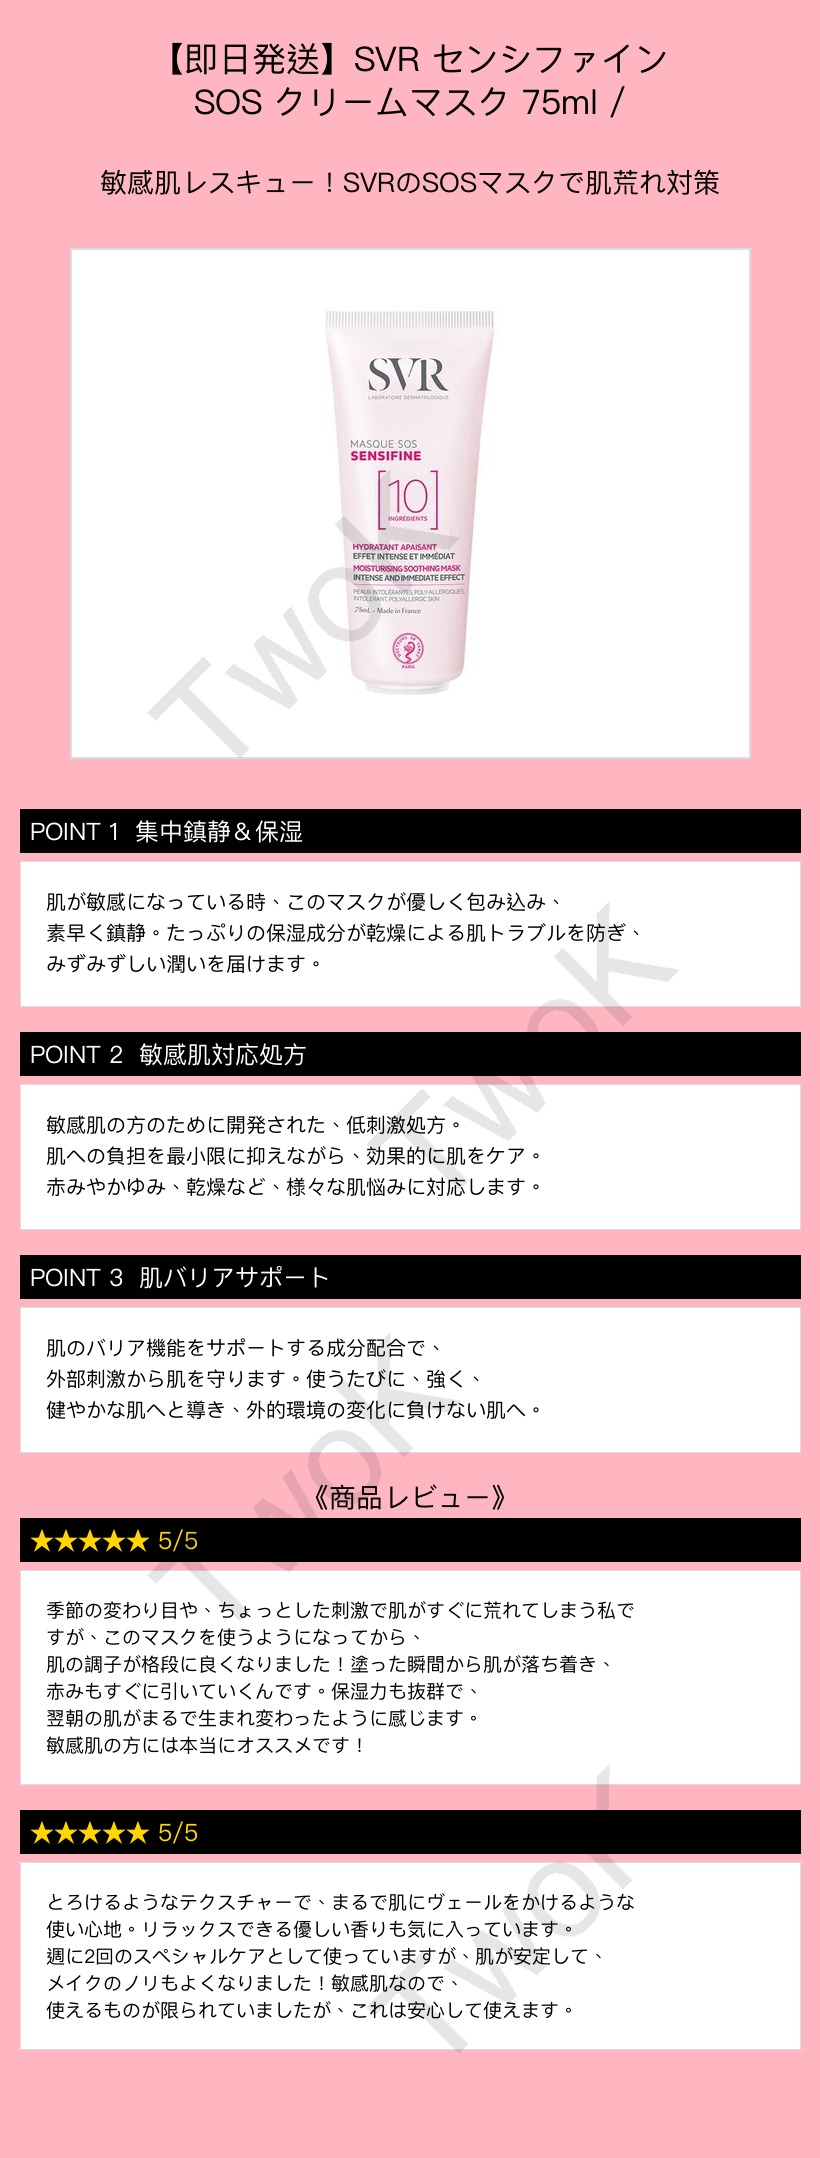 【即日発送】SVR センシファイン
SOS クリームマスク 75ml /
敏感肌レスキュー！SVRのSOSマスクで肌荒れ対策
SVR
LABORATOIRE DERMATOLOGIQUE
MASQUE SOS
SENSIFINE
[10]
INGRÉDIENTS
HYDRATANT APAISANT
EFFET INTENSE ET IMMÉDIAT
MOISTURISING SOOTHING MASK
INTENSE AND IMMEDIATE EFFECT
PEAUX INTOLÉRANTES, POLY-ALLERGIQUES
INTOLERANT, POLYALLERGIC SKIN
75mL - Made in France
PARIS
TwoK
POINT 1 集中鎮静＆保湿
肌が敏感になっている時、このマスクが優しく包み込み、
素早く鎮静。たっぷりの保湿成分が乾燥による肌トラブルを防ぎ、
みずみずしい潤いを届けます。
TwoK
POINT 2 敏感肌対応処方
敏感肌の方のために開発された、低刺激処方。
肌への負担を最小限に抑えながら、効果的に肌をケア。
赤みやかゆみ、乾燥など、様々な肌悩みに対応します。
POINT 3 肌バリアサポート
肌のバリア機能をサポートする成分配合で、
外部刺激から肌を守ります。使うたびに、強く、
健やかな肌へと導き、外的環境の変化に負けない肌へ。
TwoK
《商品レビュー》
★★★★★ 5/5
季節の変わり目や、ちょっとした刺激で肌がすぐに荒れてしまう私で
すが、このマスクを使うようになってから、
肌の調子が格段に良くなりました！塗った瞬間から肌が落ち着き、
赤みもすぐに引いていくんです。保湿力も抜群で、
翌朝の肌がまるで生まれ変わったように感じます。
敏感肌の方には本当にオススメです！
★★★★★ 5/5
とろけるようなテクスチャーで、まるで肌にヴェールをかけるような
使い心地。リラックスできる優しい香りも気に入っています。
週に2回のスペシャルケアとして使っていますが、肌が安定して、
メイクのノリもよくなりました！敏感肌なので、
使えるものが限られていましたが、これは安心して使えます。
TwoK